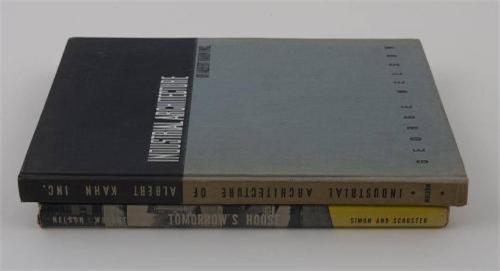 INDUSTRIAL ARCHITECTURE
OF ALBERT KAHN INC.
GEORGE NELSON
NELSON • INDUSTRIAL ARCHITECTURE OF ALBERT KAHN INC. •
TOMORROW'S HOUSE
SIMON AND SCHUSTER